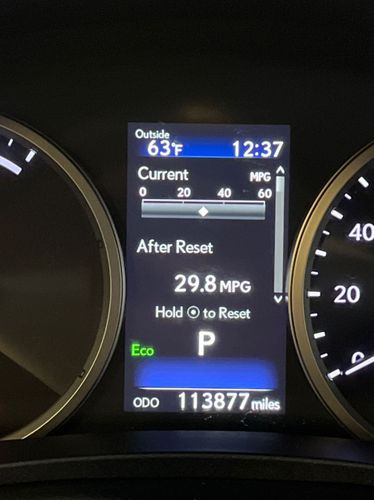 Outside
63°F 12:37
Current MPG
0 20 40 60
After Reset
29.8 MPG
Hold ⦿ to Reset
P
Eco
ODO 113877 miles
40
20
0